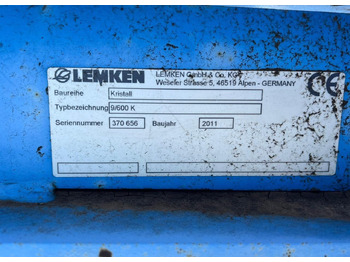 LEMKEN
LEMKEN GmbH & Co. KG
Weseler Strasse 5, 46519 Alpen - GERMANY
CE
Baureihe Kristall
Typbezeichnung 9/600 K
Seriennummer 370 656 Baujahr 2011